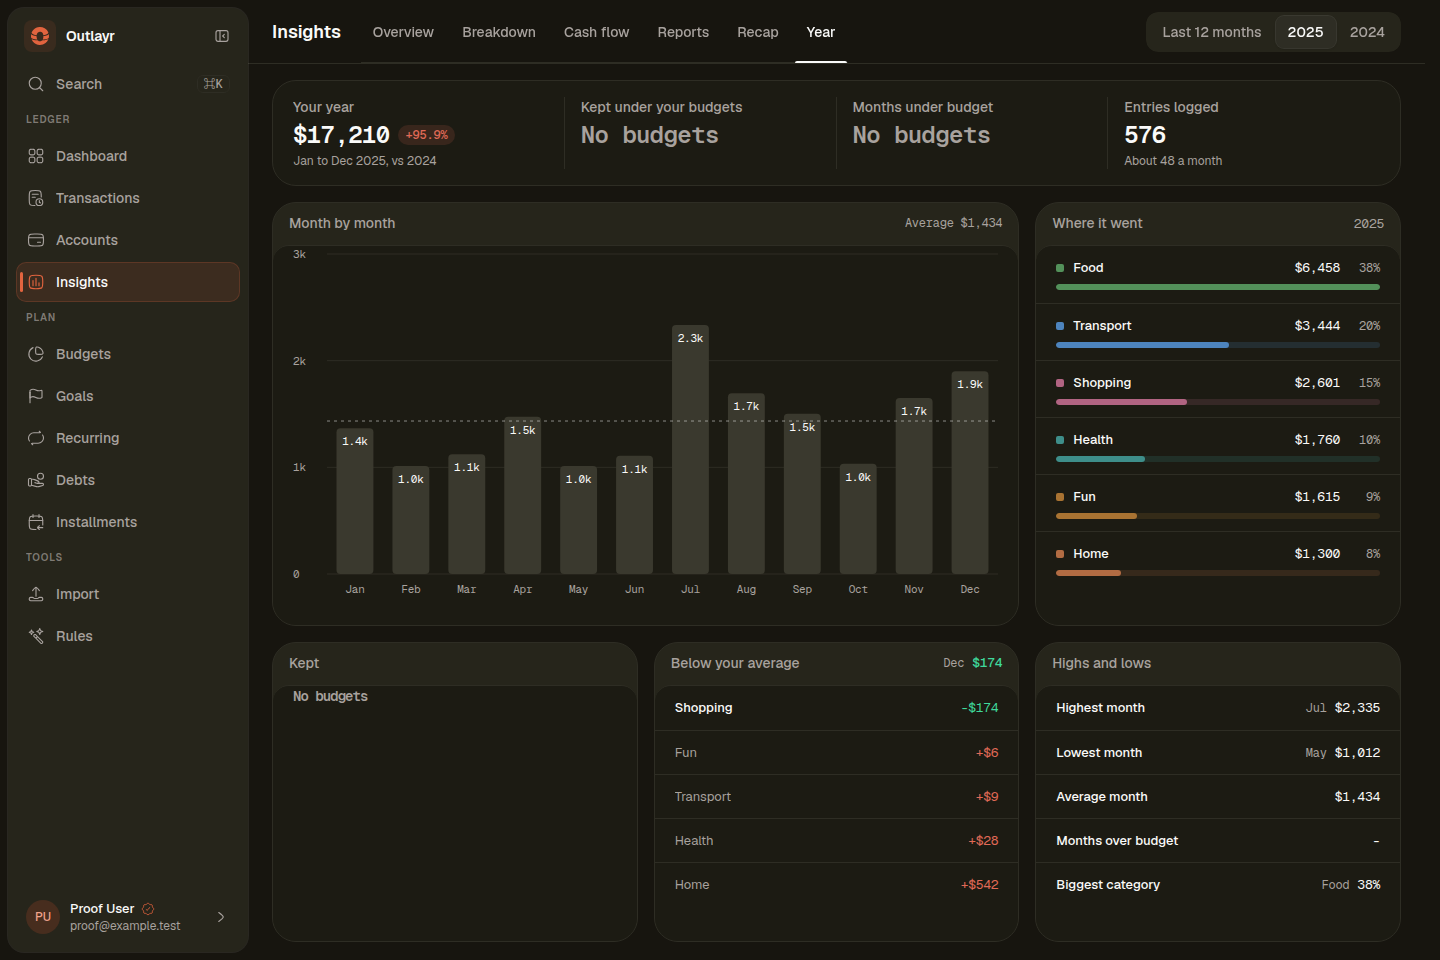 Outlayr
Search ⌘K
LEDGER
Dashboard
Transactions
Accounts
Insights
PLAN
Budgets
Goals
Recurring
Debts
Installments
TOOLS
Import
Rules
PU
Proof User
proof@example.test
Insights Overview Breakdown Cash flow Reports Recap Year
Last 12 months 2025 2024
Your year
$17,210 +95.9%
Jan to Dec 2025, vs 2024
Kept under your budgets
No budgets
Months under budget
No budgets
Entries logged
576
About 48 a month
Month by month Average $1,434
3k
2k
1k
0
1.4k 1.0k 1.1k 1.5k 1.0k 1.1k 2.3k 1.7k 1.5k 1.0k 1.7k 1.9k
Jan Feb Mar Apr May Jun Jul Aug Sep Oct Nov Dec
Where it went 2025
Food $6,458 38%
Transport $3,444 20%
Shopping $2,601 15%
Health $1,760 10%
Fun $1,615 9%
Home $1,300 8%
Kept
No budgets
Below your average Dec $174
Shopping -$174
Fun +$6
Transport +$9
Health +$28
Home +$542
Highs and lows
Highest month Jul $2,335
Lowest month May $1,012
Average month $1,434
Months over budget -
Biggest category Food 38%